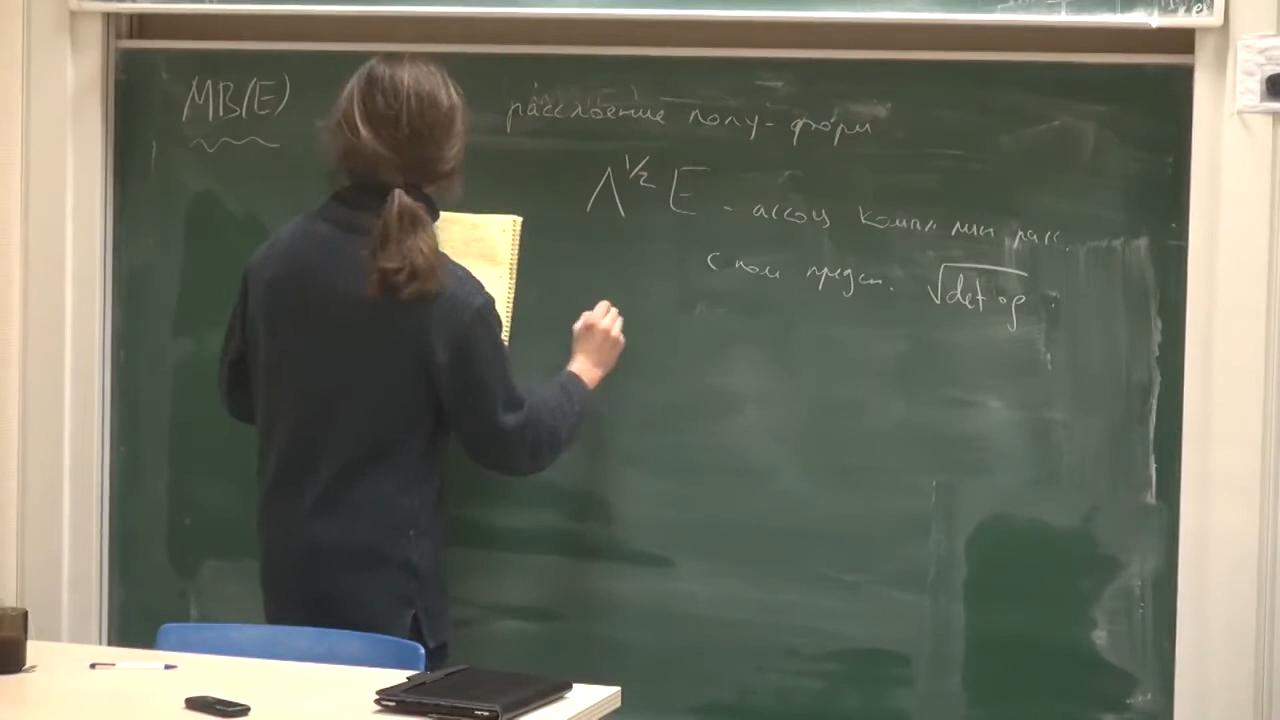 MB(E)
расслоение полу-форм
Λ^{1/2} E - ассоц компл лин расс.
с пом предст. √(det ∘ρ) .